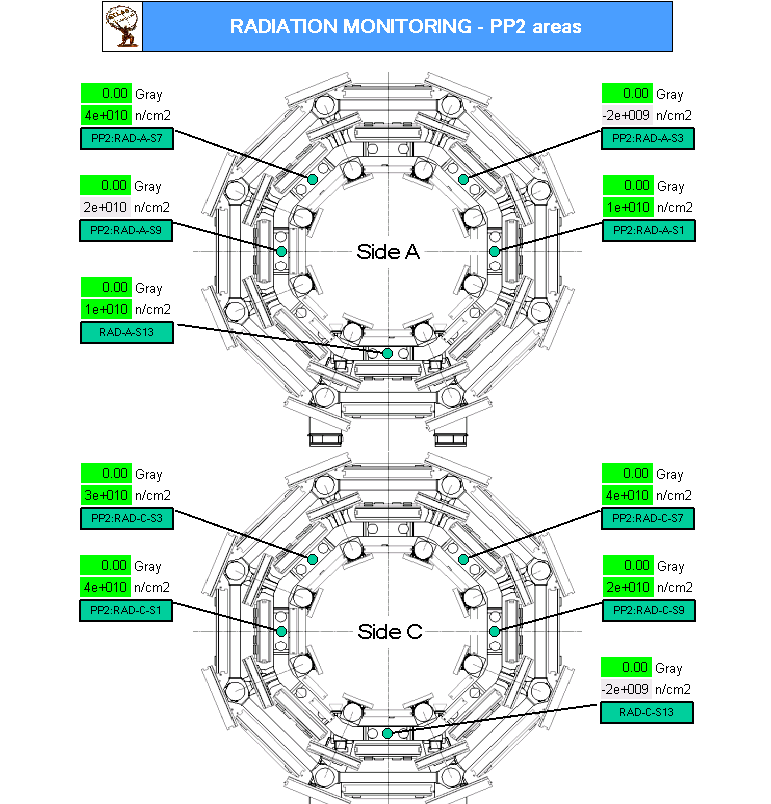 ATLAS
RADIATION MONITORING - PP2 areas
0.00 Gray
4e+010 n/cm2
PP2:RAD-A-S7
0.00 Gray
-2e+009 n/cm2
PP2:RAD-A-S3
0.00 Gray
2e+010 n/cm2
PP2:RAD-A-S9
0.00 Gray
1e+010 n/cm2
PP2:RAD-A-S1
Side A
0.00 Gray
1e+010 n/cm2
RAD-A-S13
0.00 Gray
3e+010 n/cm2
PP2:RAD-C-S3
0.00 Gray
4e+010 n/cm2
PP2:RAD-C-S7
0.00 Gray
4e+010 n/cm2
PP2:RAD-C-S1
0.00 Gray
2e+010 n/cm2
PP2:RAD-C-S9
Side C
0.00 Gray
-2e+009 n/cm2
RAD-C-S13